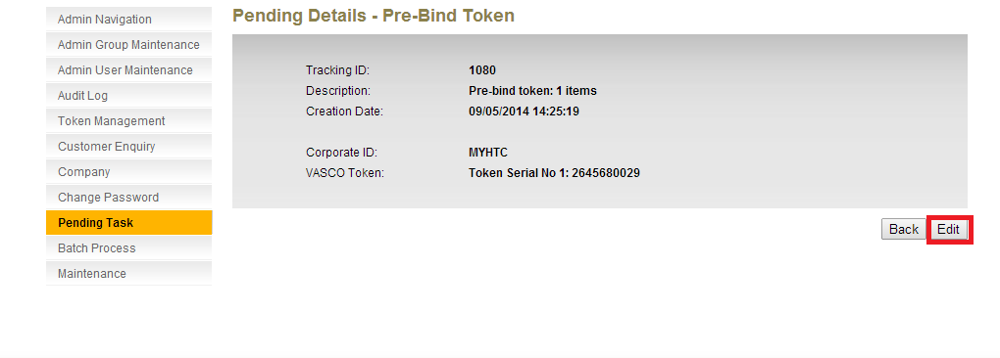 Admin Navigation
Admin Group Maintenance
Admin User Maintenance
Audit Log
Token Management
Customer Enquiry
Company
Change Password
Pending Task
Batch Process
Maintenance
Pending Details - Pre-Bind Token
Tracking ID: 1080
Description: Pre-bind token: 1 items
Creation Date: 09/05/2014 14:25:19
Corporate ID: MYHTC
VASCO Token: Token Serial No 1: 2645680029
Back Edit